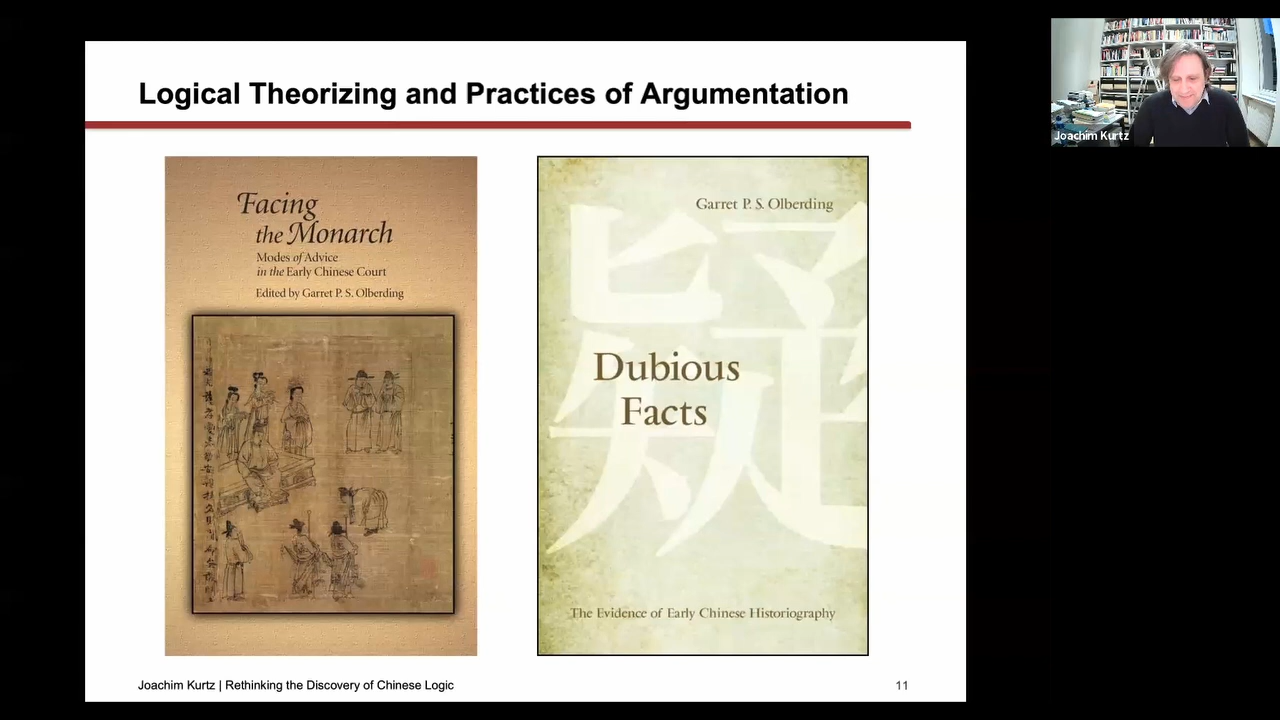 Logical Theorizing and Practices of Argumentation
Facing
the Monarch
Modes of Advice
in the Early Chinese Court
Edited by Garret P. S. Olberding
Garret P. S. Olberding
疑
Dubious
Facts
The Evidence of Early Chinese Historiography
Joachim Kurtz | Rethinking the Discovery of Chinese Logic
11
Joachim Kurtz